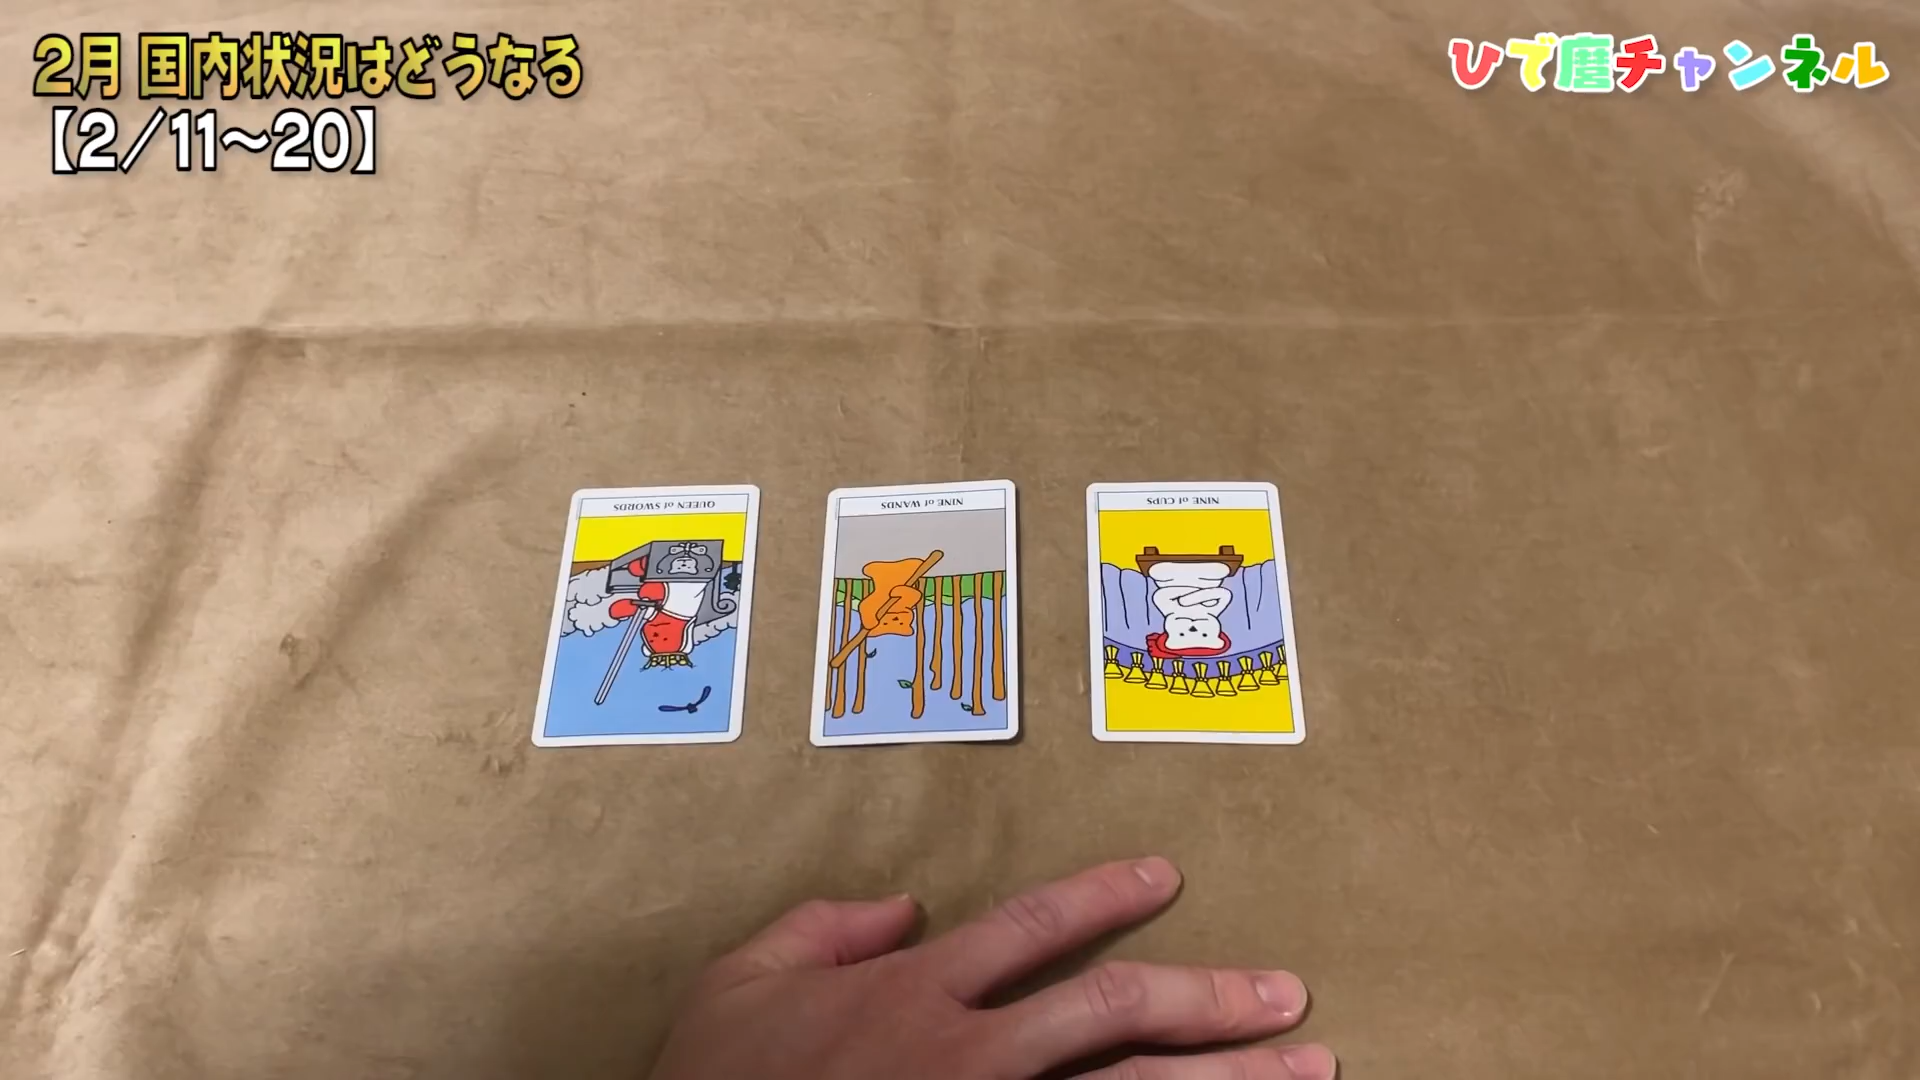 2月 国内状況はどうなる
【2/11〜20】
ひで磨チャンネル
QUEEN of SWORDS
NINE of WANDS
NINE of CUPS